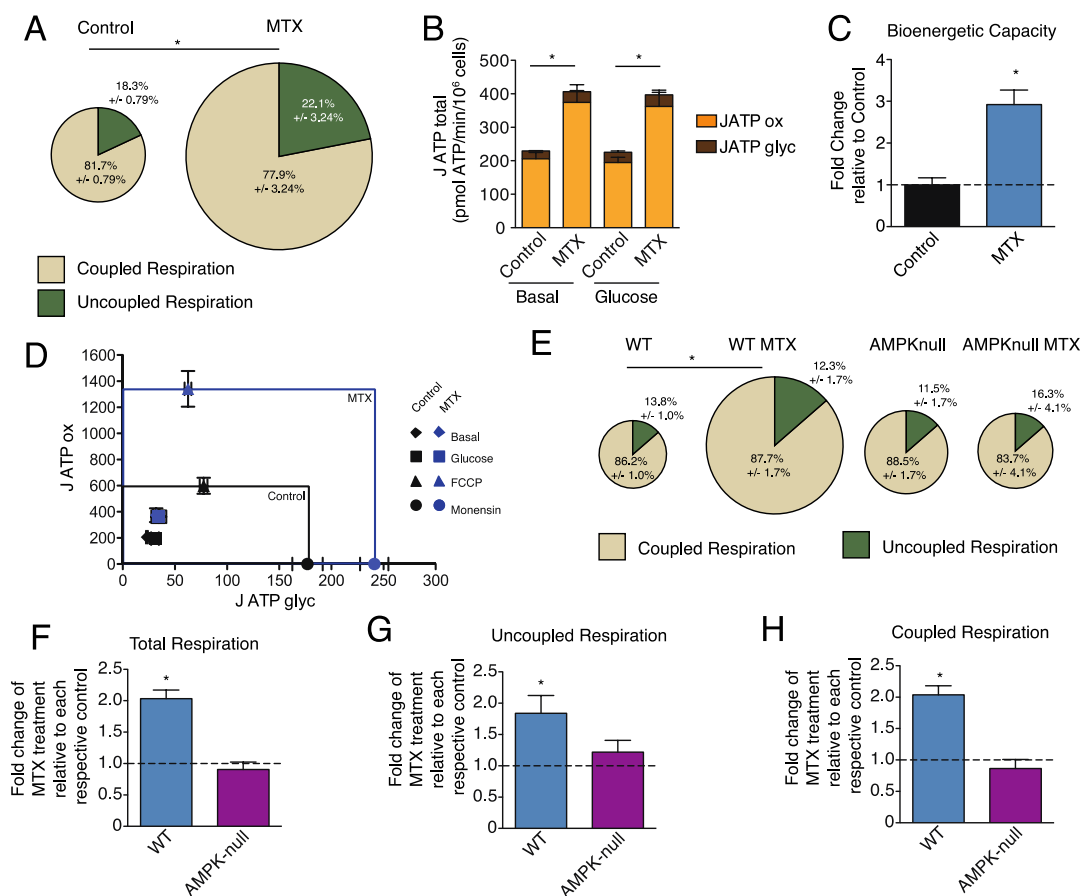 A
Control
MTX
*
18.3%
+/- 0.79%
81.7%
+/- 0.79%
22.1%
+/- 3.24%
77.9%
+/- 3.24%
Coupled Respiration
Uncoupled Respiration
B
J ATP total
(pmol ATP/min/10⁶ cells)
500
400
300
200
100
0
*
*
JATP ox
JATP glyc
Control
MTX
Control
MTX
Basal
Glucose
C
Bioenergetic Capacity
Fold Change
relative to Control
4
3
2
1
0
*
Control
MTX
D
J ATP ox
1600
1400
1200
1000
800
600
400
200
0
MTX
Control
0
50
100
150
200
250
300
J ATP glyc
Control
MTX
Basal
Glucose
FCCP
Monensin
E
WT
WT MTX
AMPKnull
AMPKnull MTX
*
13.8%
+/- 1.0%
86.2%
+/- 1.0%
12.3%
+/- 1.7%
87.7%
+/- 1.7%
11.5%
+/- 1.7%
88.5%
+/- 1.7%
16.3%
+/- 4.1%
83.7%
+/- 4.1%
Coupled Respiration
Uncoupled Respiration
F
Total Respiration
Fold change of
MTX treatment
relative to each
respective control
2.5
2.0
1.5
1.0
0.5
0.0
*
WT
AMPK-null
G
Uncoupled Respiration
Fold change of
MTX treatment
relative to each
respective control
2.5
2.0
1.5
1.0
0.5
0.0
*
WT
AMPK-null
H
Coupled Respiration
Fold change of
MTX treatment
relative to each
respective control
2.5
2.0
1.5
1.0
0.5
0.0
*
WT
AMPK-null